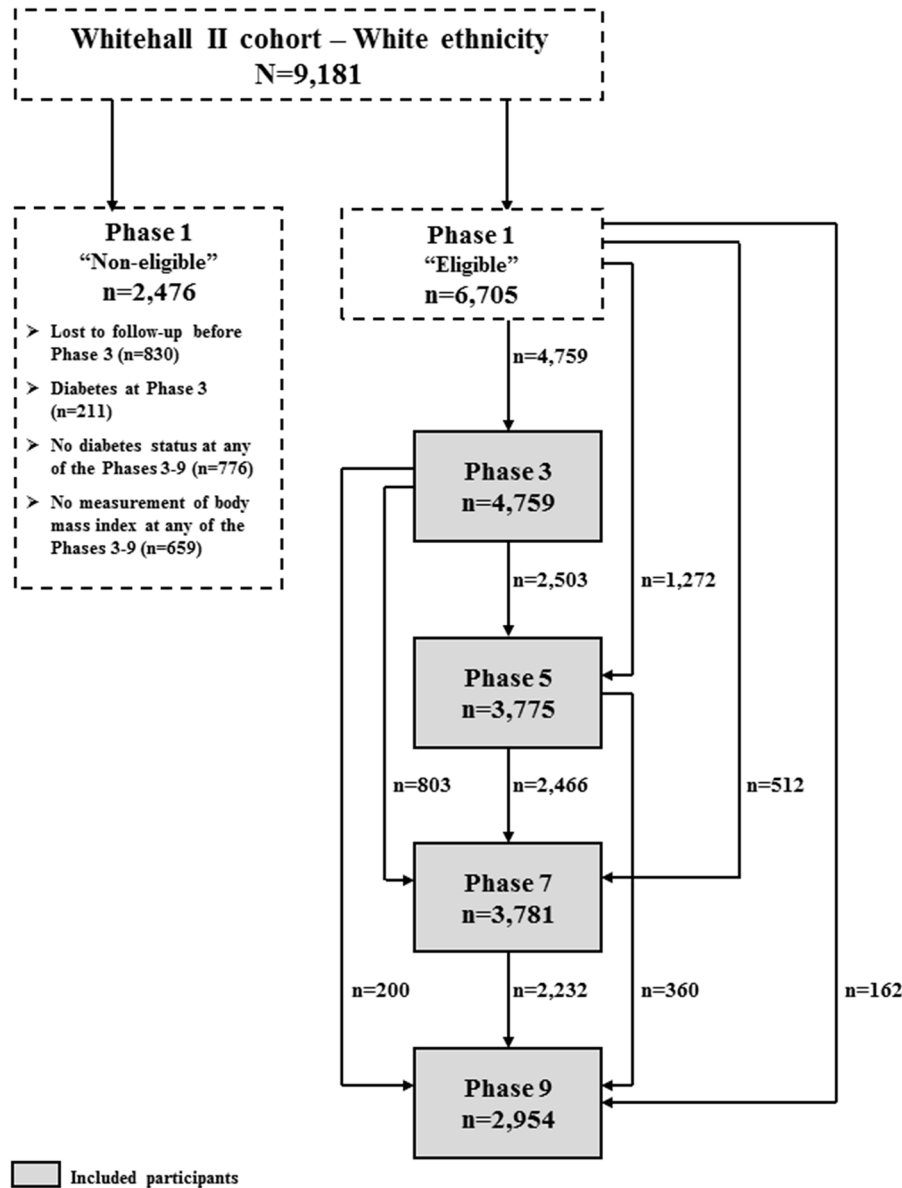 Whitehall II cohort – White ethnicity
N=9,181
Phase 1
“Non-eligible”
n=2,476
➢ Lost to follow-up before
Phase 3 (n=830)
➢ Diabetes at Phase 3
(n=211)
➢ No diabetes status at any
of the Phases 3-9 (n=776)
➢ No measurement of body
mass index at any of the
Phases 3-9 (n=659)
Phase 1
“Eligible”
n=6,705
n=4,759
Phase 3
n=4,759
n=2,503
n=1,272
Phase 5
n=3,775
n=803
n=2,466
n=512
Phase 7
n=3,781
n=200
n=2,232
n=360
n=162
Phase 9
n=2,954
Included participants